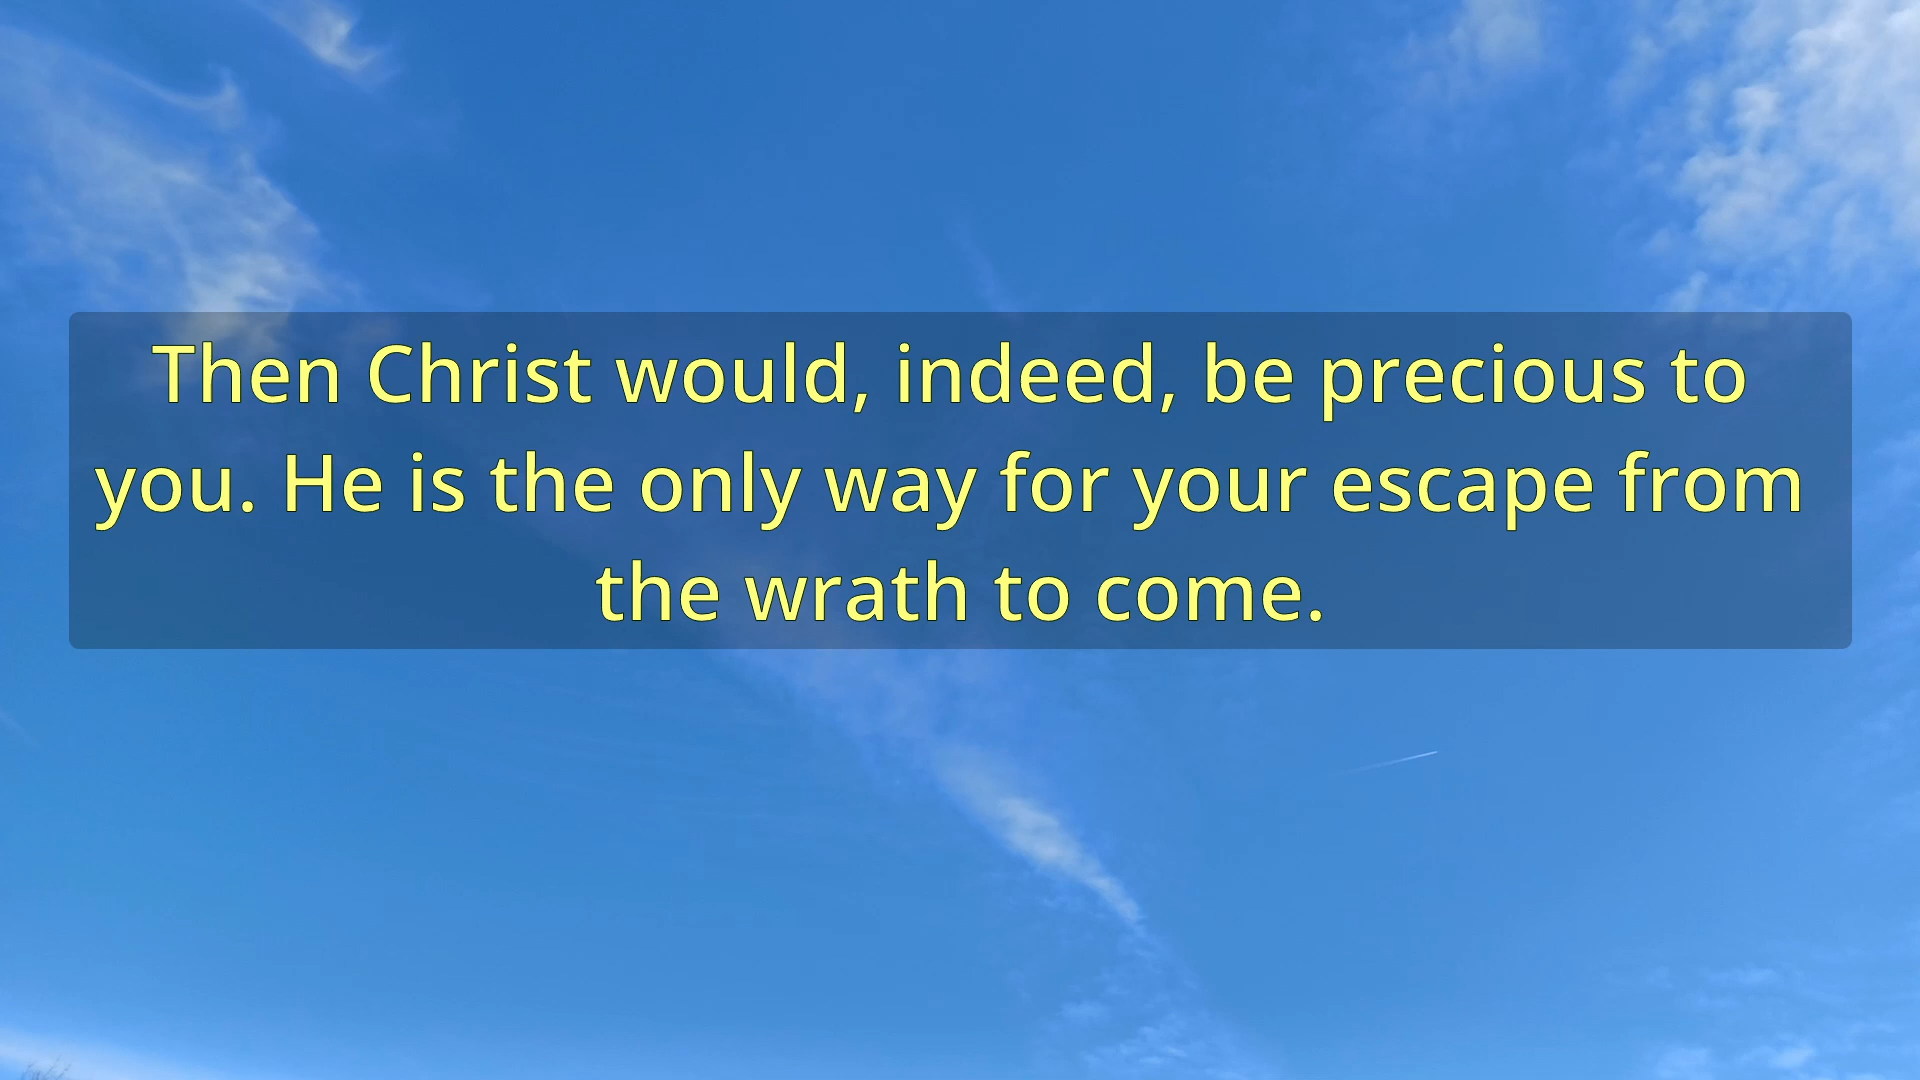 Then Christ would, indeed, be precious to
you. He is the only way for your escape from
the wrath to come.